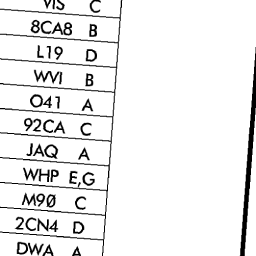 VIS C
8CA8 B
L19 D
WVI B
O41 A
92CA C
JAQ A
WHP E,G
M90 C
2CN4 D
DWA A